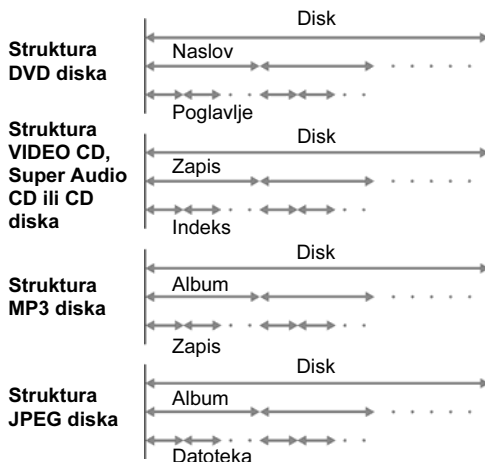 Disk
Struktura
DVD diska
Naslov
Poglavlje
Struktura
VIDEO CD,
Super Audio
CD ili CD
diska
Disk
Zapis
Indeks
Struktura
MP3 diska
Disk
Album
Zapis
Struktura
JPEG diska
Disk
Album
Datoteka